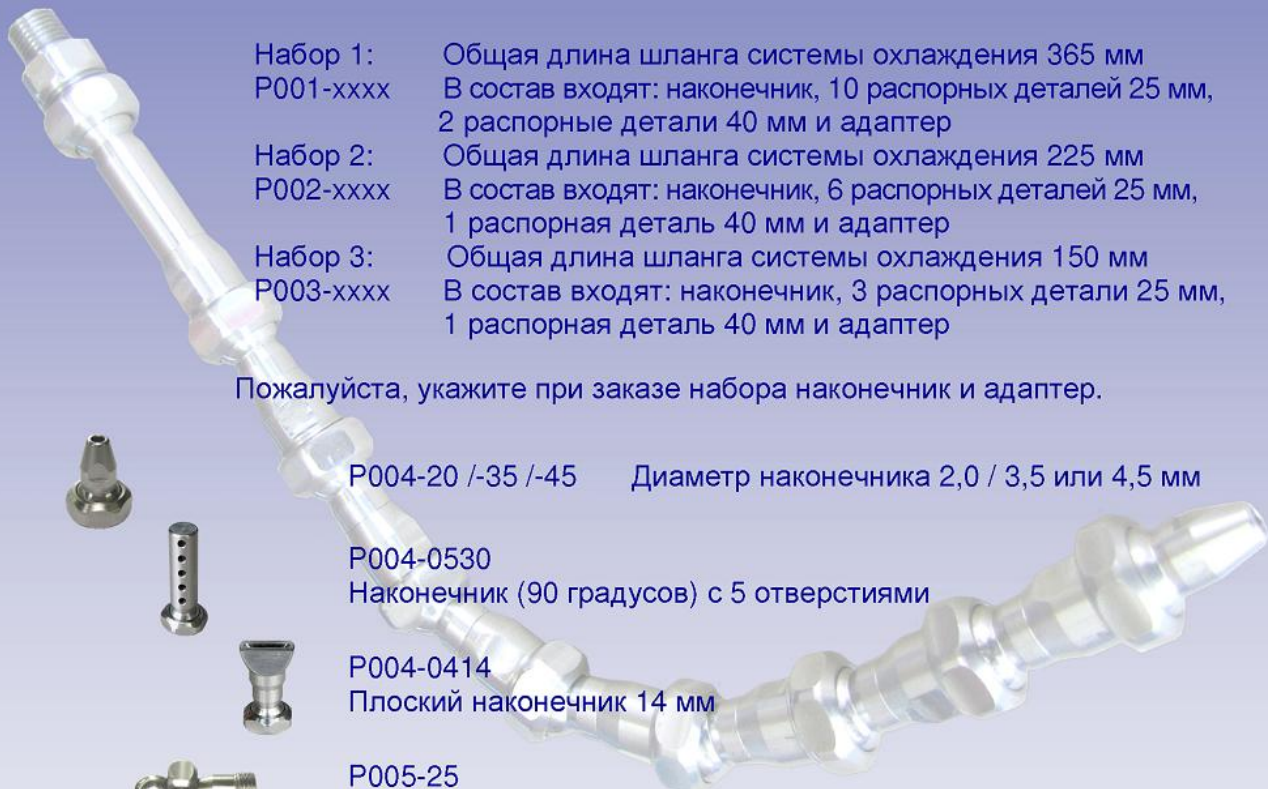 Набор 1: Общая длина шланга системы охлаждения 365 мм
P001-xxxx В состав входят: наконечник, 10 распорных деталей 25 мм,
2 распорные детали 40 мм и адаптер
Набор 2: Общая длина шланга системы охлаждения 225 мм
P002-xxxx В состав входят: наконечник, 6 распорных деталей 25 мм,
1 распорная деталь 40 мм и адаптер
Набор 3: Общая длина шланга системы охлаждения 150 мм
P003-xxxx В состав входят: наконечник, 3 распорных детали 25 мм,
1 распорная деталь 40 мм и адаптер
Пожалуйста, укажите при заказе набора наконечник и адаптер.
P004-20 /-35 /-45 Диаметр наконечника 2,0 / 3,5 или 4,5 мм
P004-0530
Наконечник (90 градусов) с 5 отверстиями
P004-0414
Плоский наконечник 14 мм
P005-25